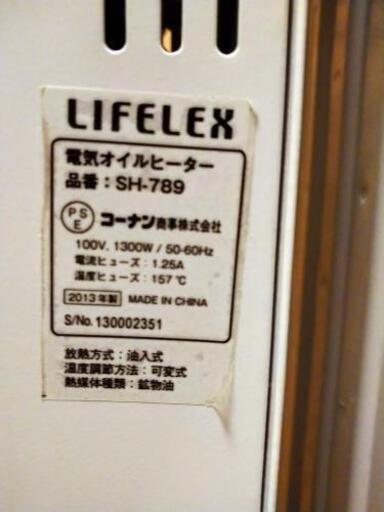 LIFELEX
電気オイルヒーター
品番：SH-789
PSE コーナン商事株式会社
100V. 1300W / 50-60Hz
電流ヒューズ：1.25A
温度ヒューズ：157℃
2013年製 MADE IN CHINA
S/No. 130002351
放熱方式：油入式
温度調節方法：可変式
熱媒体種類：鉱物油